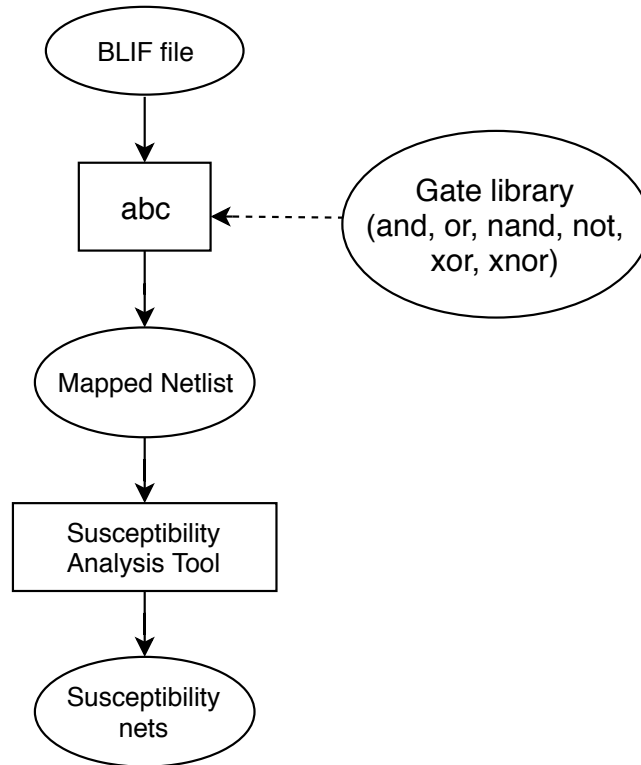 BLIF file
abc
Gate library
(and, or, nand, not,
xor, xnor)
Mapped Netlist
Susceptibility
Analysis Tool
Susceptibility
nets